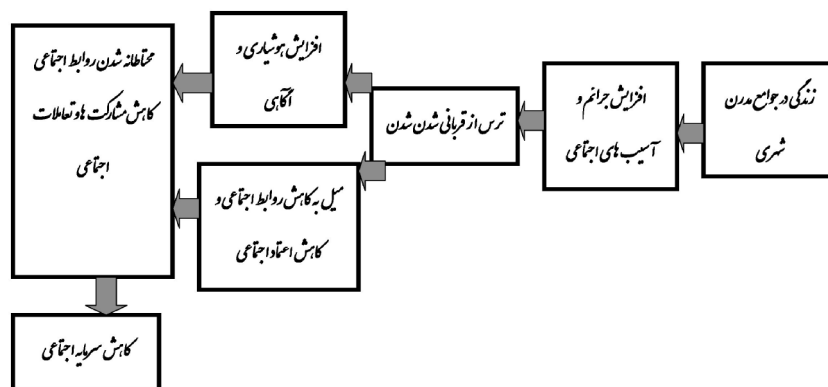 زندگی در جوامع مدرن
شهری
افزایش جرائم و
آسیب های اجتماعی
ترس از قربانی شدن شدن
افزایش هوشیاری و
آگاهی
میل به کاهش روابط اجتماعی و
کاهش اعتماد اجتماعی
محتاطانه شدن روابط اجتماعی
کاهش مشارکت ها و تعاملات
اجتماعی
کاهش سرمایه اجتماعی